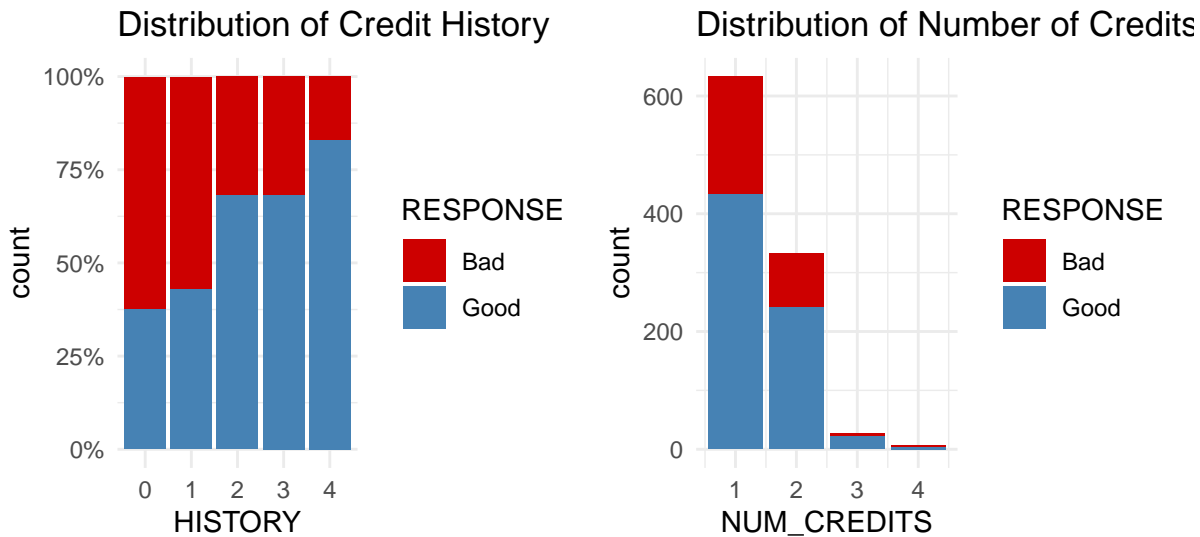 Distribution of Credit History
100%
75%
50%
25%
0%
count
0 1 2 3 4
HISTORY
RESPONSE
Bad
Good
Distribution of Number of Credits
600
400
200
0
count
1 2 3 4
NUM_CREDITS
RESPONSE
Bad
Good